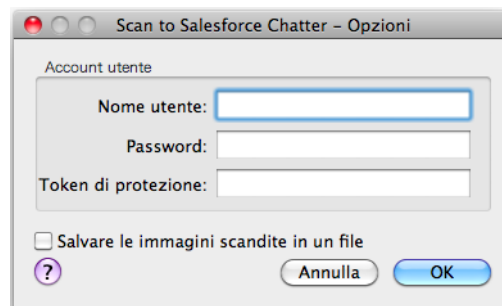 Scan to Salesforce Chatter – Opzioni
Account utente
Nome utente:
Password:
Token di protezione:
Salvare le immagini scandite in un file
?
Annulla
OK